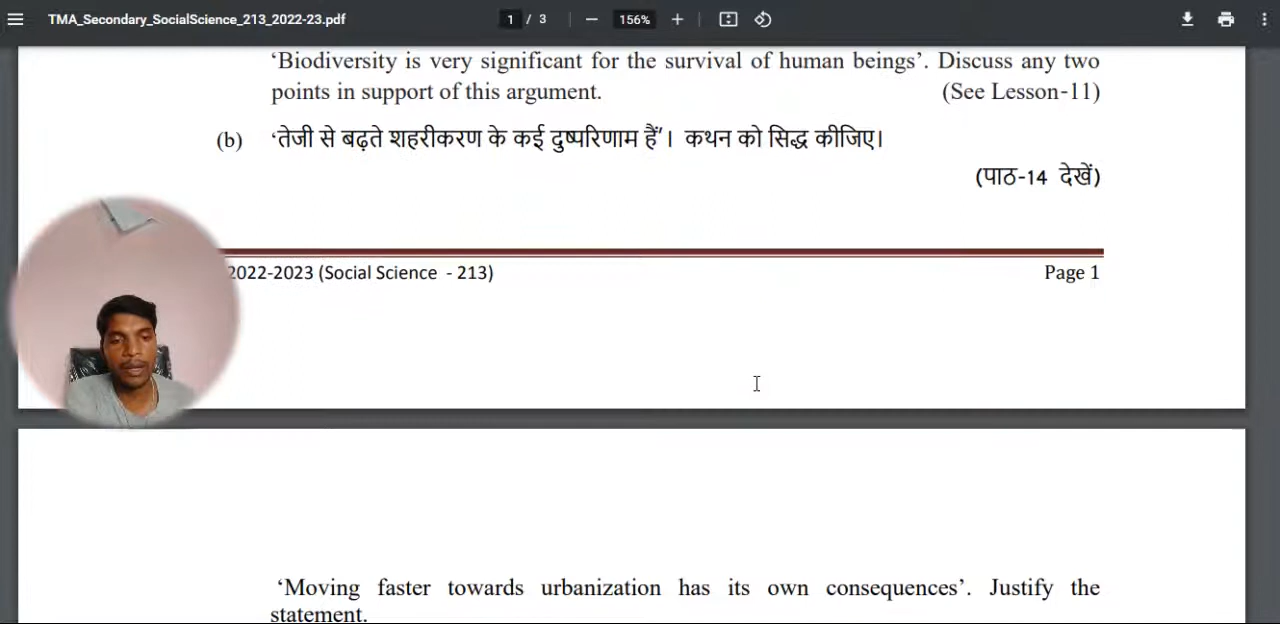 TMA_Secondary_SocialScience_213_2022-23.pdf
1 / 3
156%
‘Biodiversity is very significant for the survival of human beings’. Discuss any two
points in support of this argument. (See Lesson-11)
(b) ‘तेजी से बढ़ते शहरीकरण के कई दुष्परिणाम हैं’। कथन को सिद्ध कीजिए।
(पाठ-14 देखें)
2022-2023 (Social Science - 213) Page 1
‘Moving faster towards urbanization has its own consequences’. Justify the
statement.